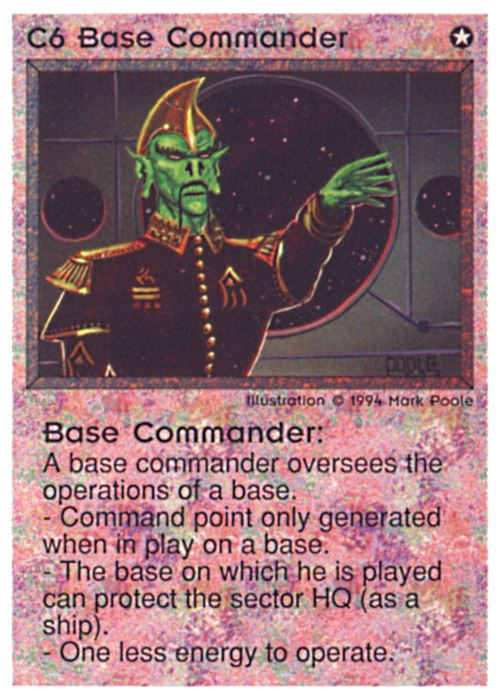 C6 Base Commander
POOLE
Illustration © 1994 Mark Poole
Base Commander:
A base commander oversees the
operations of a base.
- Command point only generated
when in play on a base.
- The base on which he is played
can protect the sector HQ (as a
ship).
- One less energy to operate.